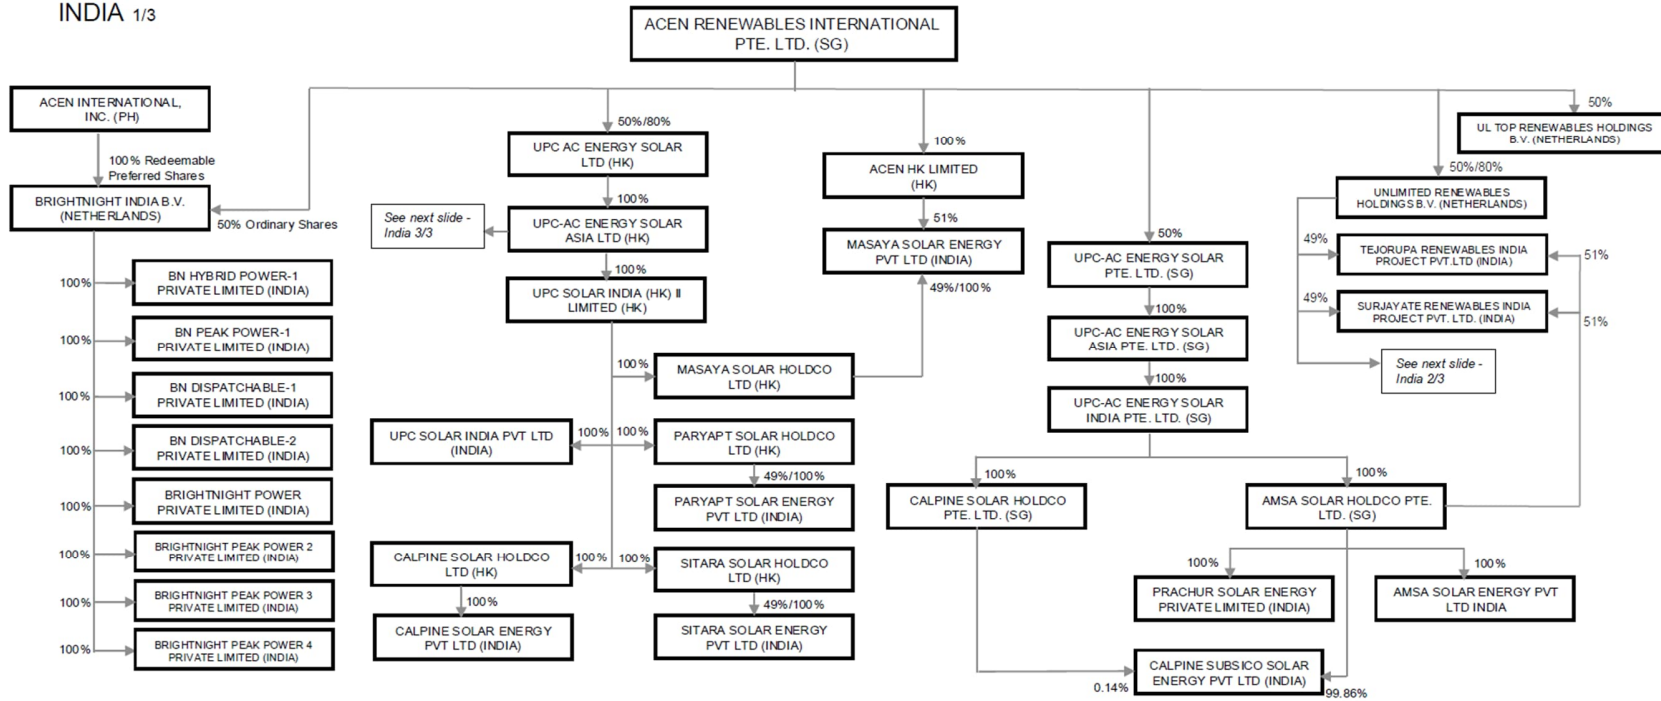 INDIA 1/3
ACEN RENEWABLES INTERNATIONAL
PTE. LTD. (SG)
ACEN INTERNATIONAL,
INC. (PH)
100% Redeemable
Preferred Shares
BRIGHTNIGHT INDIA B.V.
(NETHERLANDS)
50% Ordinary Shares
100%
BN HYBRID POWER-1
PRIVATE LIMITED (INDIA)
100%
BN PEAK POWER-1
PRIVATE LIMITED (INDIA)
100%
BN DISPATCHABLE-1
PRIVATE LIMITED (INDIA)
100%
BN DISPATCHABLE-2
PRIVATE LIMITED (INDIA)
100%
BRIGHTNIGHT POWER
PRIVATE LIMITED (INDIA)
100%
BRIGHTNIGHT PEAK POWER 2
PRIVATE LIMITED (INDIA)
100%
BRIGHTNIGHT PEAK POWER 3
PRIVATE LIMITED (INDIA)
100%
BRIGHTNIGHT PEAK POWER 4
PRIVATE LIMITED (INDIA)
50%/80%
UPC AC ENERGY SOLAR
LTD (HK)
100%
See next slide -
India 3/3
UPC-AC ENERGY SOLAR
ASIA LTD (HK)
100%
UPC SOLAR INDIA (HK) II
LIMITED (HK)
100%
MASAYA SOLAR HOLDCO
LTD (HK)
UPC SOLAR INDIA PVT LTD
(INDIA)
100%
100%
PARYAPT SOLAR HOLDCO
LTD (HK)
49%/100%
PARYAPT SOLAR ENERGY
PVT LTD (INDIA)
CALPINE SOLAR HOLDCO
LTD (HK)
100%
100%
SITARA SOLAR HOLDCO
LTD (HK)
100%
CALPINE SOLAR ENERGY
PVT LTD (INDIA)
49%/100%
SITARA SOLAR ENERGY
PVT LTD (INDIA)
100%
ACEN HK LIMITED
(HK)
51%
MASAYA SOLAR ENERGY
PVT LTD (INDIA)
49%/100%
50%
UPC-AC ENERGY SOLAR
PTE. LTD. (SG)
100%
UPC-AC ENERGY SOLAR
ASIA PTE. LTD. (SG)
100%
UPC-AC ENERGY SOLAR
INDIA PTE. LTD. (SG)
100%
CALPINE SOLAR HOLDCO
PTE. LTD. (SG)
100%
AMSA SOLAR HOLDCO PTE.
LTD. (SG)
100%
PRACHUR SOLAR ENERGY
PRIVATE LIMITED (INDIA)
100%
AMSA SOLAR ENERGY PVT
LTD INDIA
0.14%
CALPINE SUBSICO SOLAR
ENERGY PVT LTD (INDIA)
99.86%
50%
UL TOP RENEWABLES HOLDINGS
B.V. (NETHERLANDS)
50%/80%
UNLIMITED RENEWABLES
HOLDINGS B.V. (NETHERLANDS)
49%
TEJORUPA RENEWABLES INDIA
PROJECT PVT.LTD (INDIA)
51%
49%
SURJAYATE RENEWABLES INDIA
PROJECT PVT. LTD. (INDIA)
51%
See next slide -
India 2/3